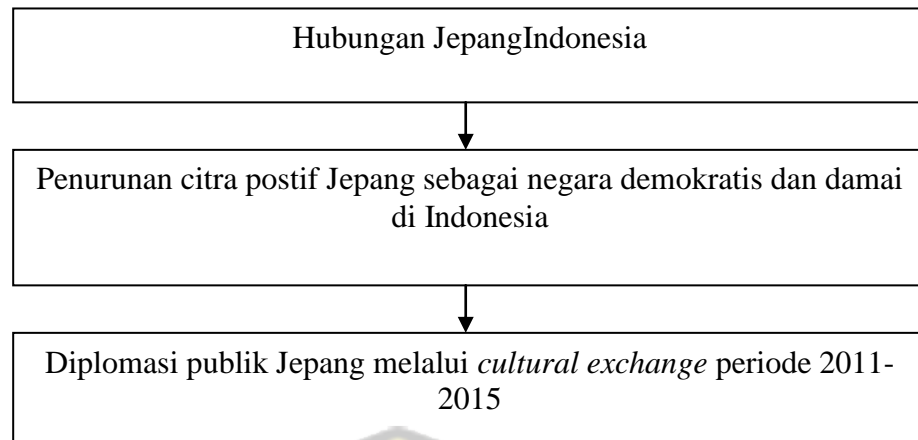 Hubungan JepangIndonesia
Penurunan citra postif Jepang sebagai negara demokratis dan damai
di Indonesia
Diplomasi publik Jepang melalui cultural exchange periode 2011-
2015